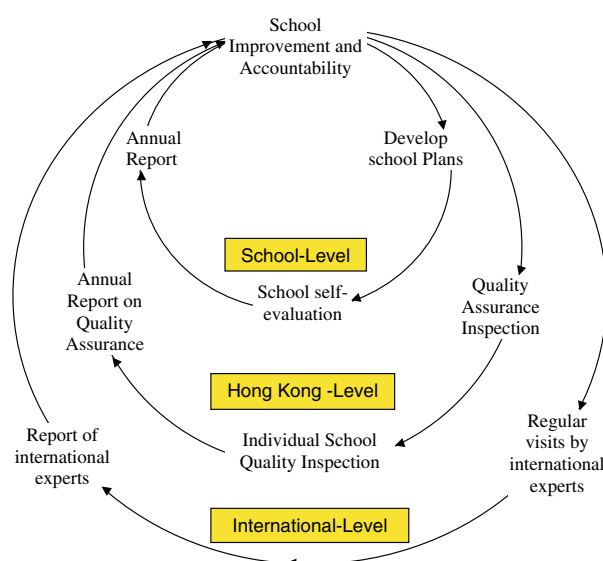 School
Improvement and
Accountability
Annual
Report
Develop
school Plans
School-Level
School self-
evaluation
Annual
Report on
Quality
Assurance
Quality
Assurance
Inspection
Hong Kong -Level
Individual School
Quality Inspection
Report of
international
experts
Regular
visits by
international
experts
International-Level